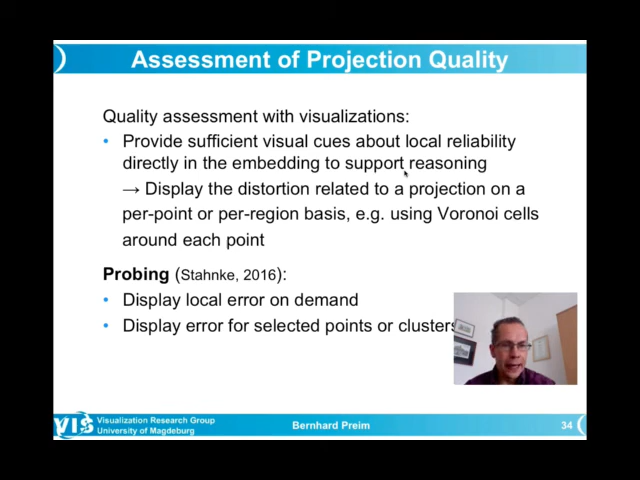 Assessment of Projection Quality
Quality assessment with visualizations:
• Provide sufficient visual cues about local reliability
directly in the embedding to support reasoning
→ Display the distortion related to a projection on a
per-point or per-region basis, e.g. using Voronoi cells
around each point
Probing (Stahnke, 2016):
• Display local error on demand
• Display error for selected points or clusters
VIS
Visualization Research Group
University of Magdeburg
Bernhard Preim
34